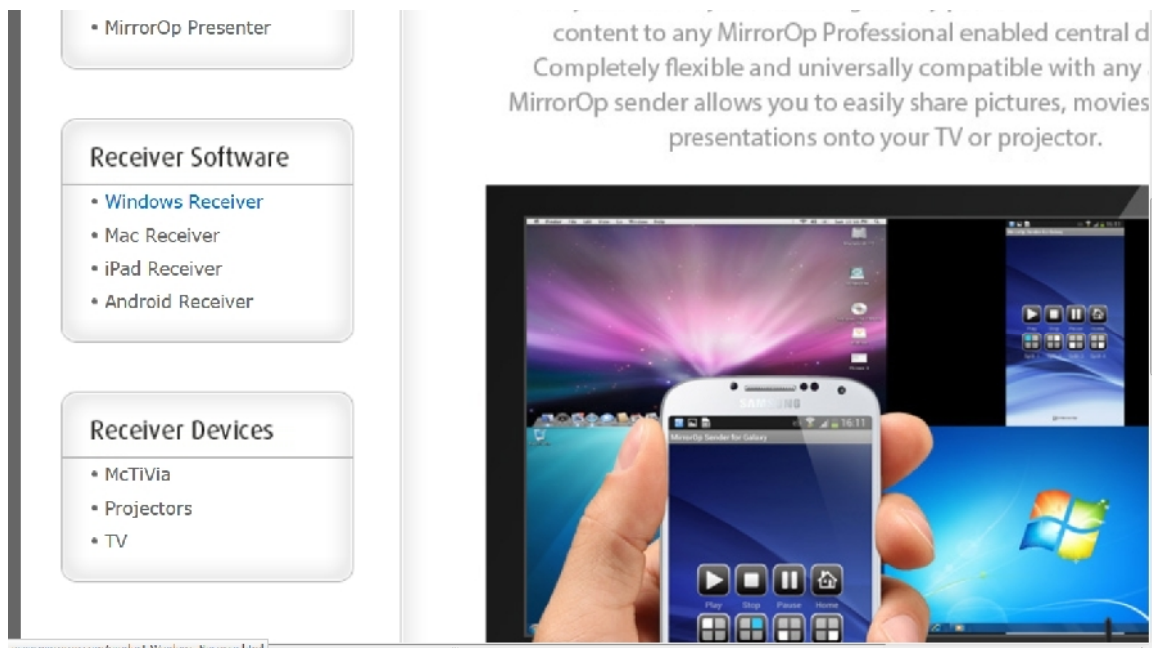 • MirrorOp Presenter
content to any MirrorOp Professional enabled central d
Completely flexible and universally compatible with any
MirrorOp sender allows you to easily share pictures, movies
presentations onto your TV or projector.
Receiver Software
• Windows Receiver
• Mac Receiver
• iPad Receiver
• Android Receiver
Receiver Devices
• McTiVia
• Projectors
• TV
SAMSUNG
16:11
MirrorOp Sender for Galaxy
Play Stop Pause Home